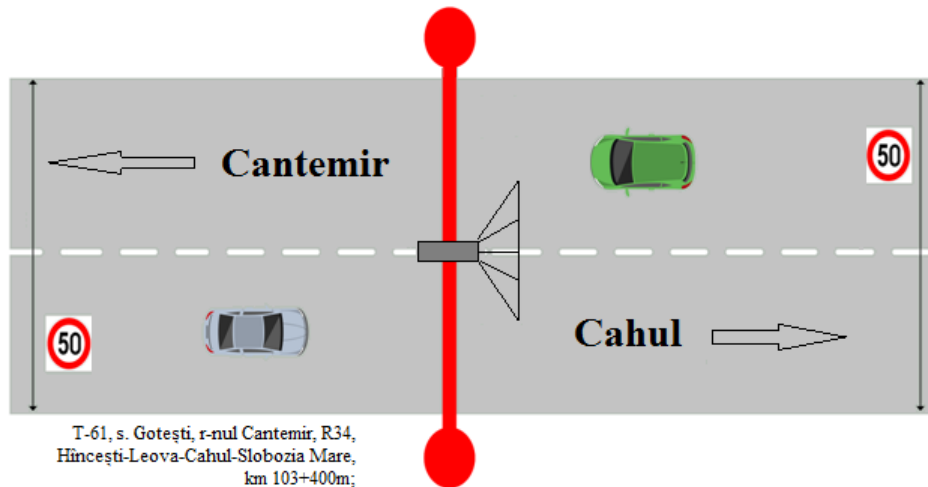 Cantemir
50
50
Cahul
T-61, s. Gotești, r-nul Cantemir, R34,
Hîncești-Leova-Cahul-Slobozia Mare,
km 103+400m;